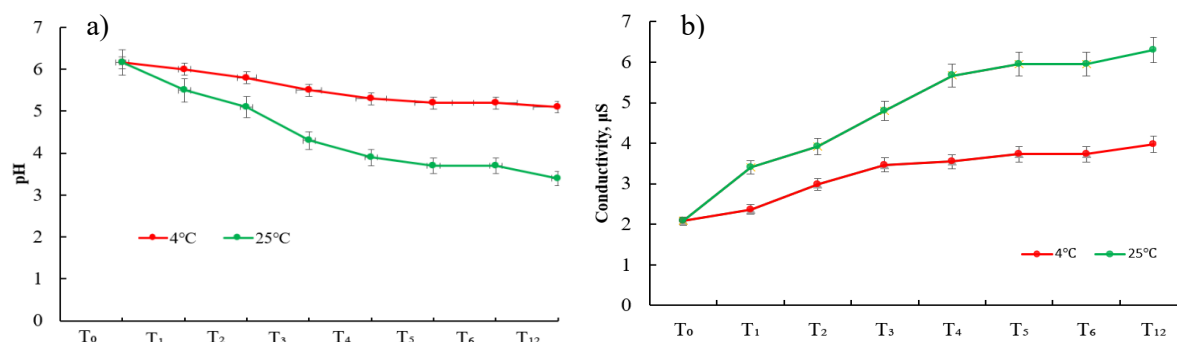 a)
7
6
5
4
3
2
1
0
pH
4°C 25°C
T₀ T₁ T₂ T₃ T₄ T₅ T₆ T₁₂
b)
7
6
5
4
3
2
1
0
Conductivity, µS
4°C 25°C
T₀ T₁ T₂ T₃ T₄ T₅ T₆ T₁₂